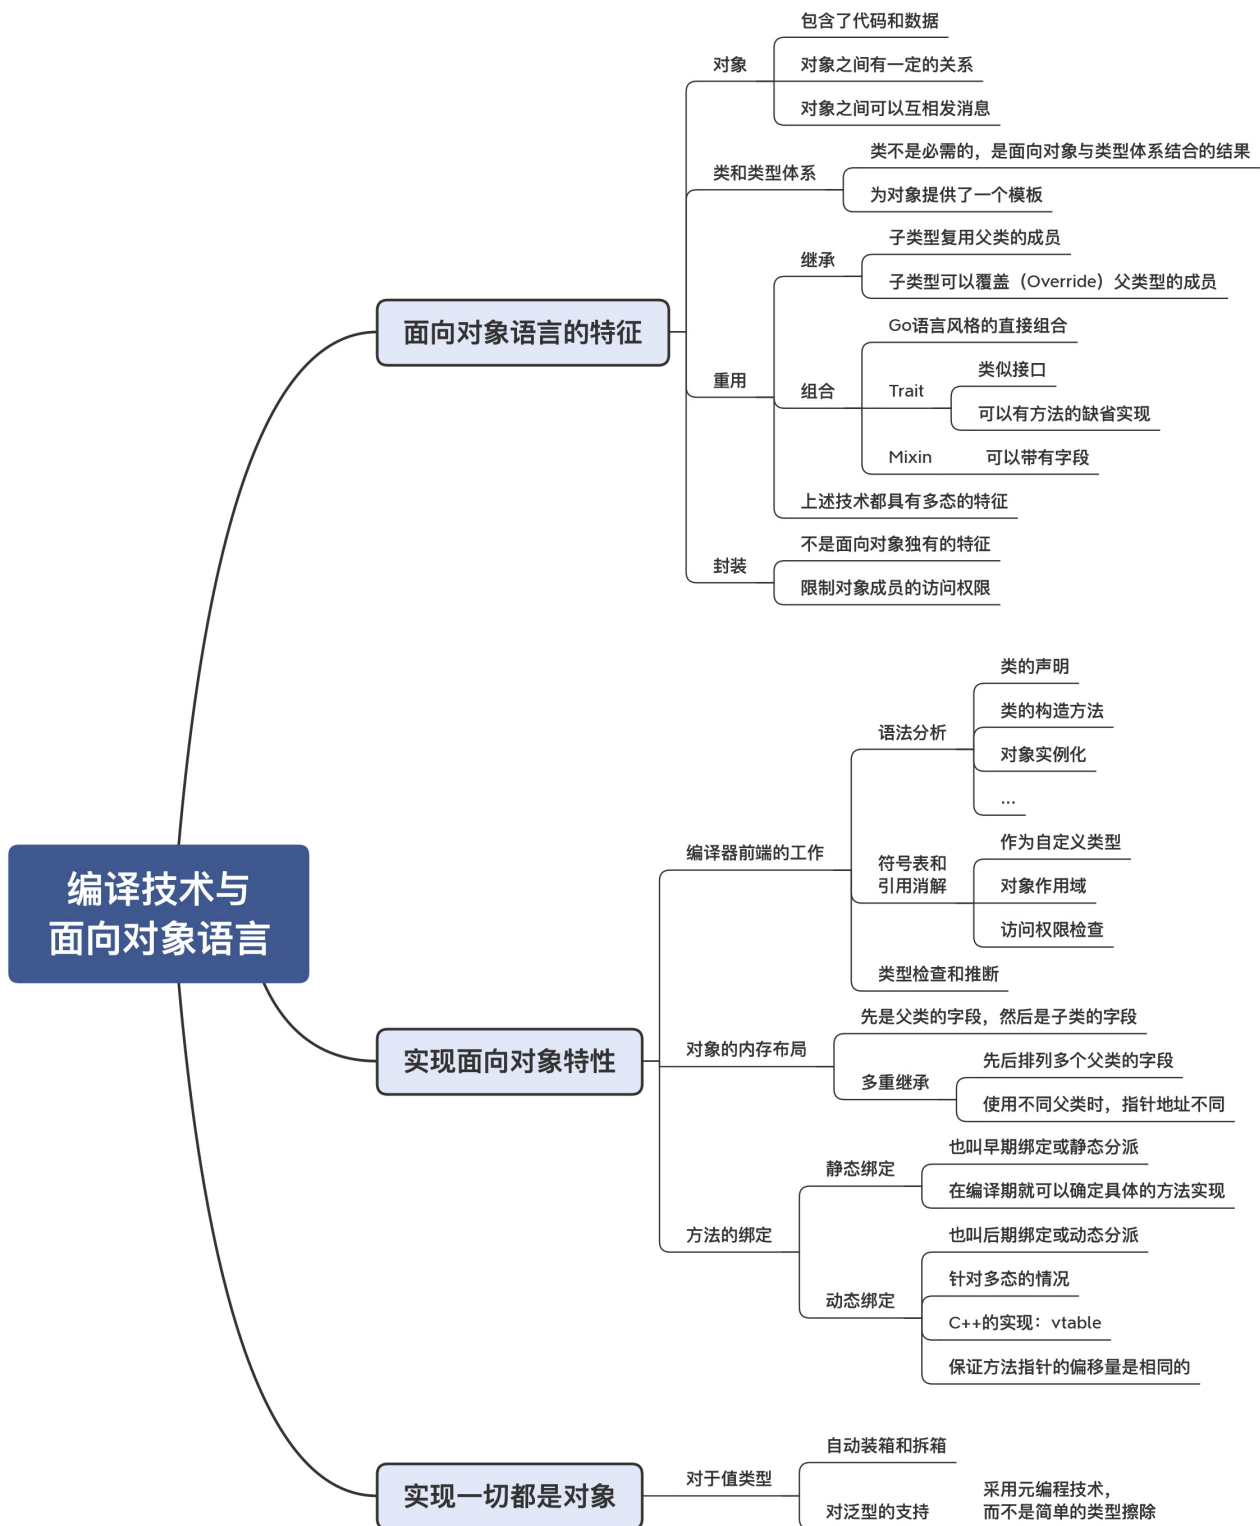 编译技术与
面向对象语言
面向对象语言的特征
对象
包含了代码和数据
对象之间有一定的关系
对象之间可以互相发消息
类和类型体系
类不是必需的，是面向对象与类型体系结合的结果
为对象提供了一个模板
重用
继承
子类型复用父类的成员
子类型可以覆盖（Override）父类型的成员
组合
Go语言风格的直接组合
Trait
类似接口
可以有方法的缺省实现
Mixin
可以带有字段
上述技术都具有多态的特征
封装
不是面向对象独有的特征
限制对象成员的访问权限
实现面向对象特性
编译器前端的工作
语法分析
类的声明
类的构造方法
对象实例化
...
符号表和
引用消解
作为自定义类型
对象作用域
访问权限检查
类型检查和推断
对象的内存布局
先是父类的字段，然后是子类的字段
多重继承
先后排列多个父类的字段
使用不同父类时，指针地址不同
方法的绑定
静态绑定
也叫早期绑定或静态分派
在编译期就可以确定具体的方法实现
动态绑定
也叫后期绑定或动态分派
针对多态的情况
C++的实现：vtable
保证方法指针的偏移量是相同的
实现一切都是对象
对于值类型
自动装箱和拆箱
对泛型的支持
采用元编程技术，
而不是简单的类型擦除